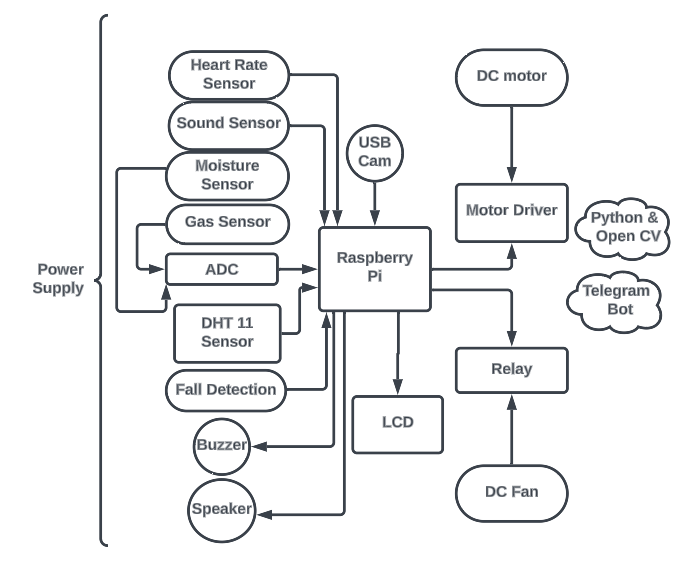 Power
Supply
Heart Rate
Sensor
Sound Sensor
Moisture
Sensor
Gas Sensor
ADC
DHT 11
Sensor
Fall Detection
Buzzer
Speaker
USB
Cam
Raspberry
Pi
LCD
DC motor
Motor Driver
Python &
Open CV
Telegram
Bot
Relay
DC Fan